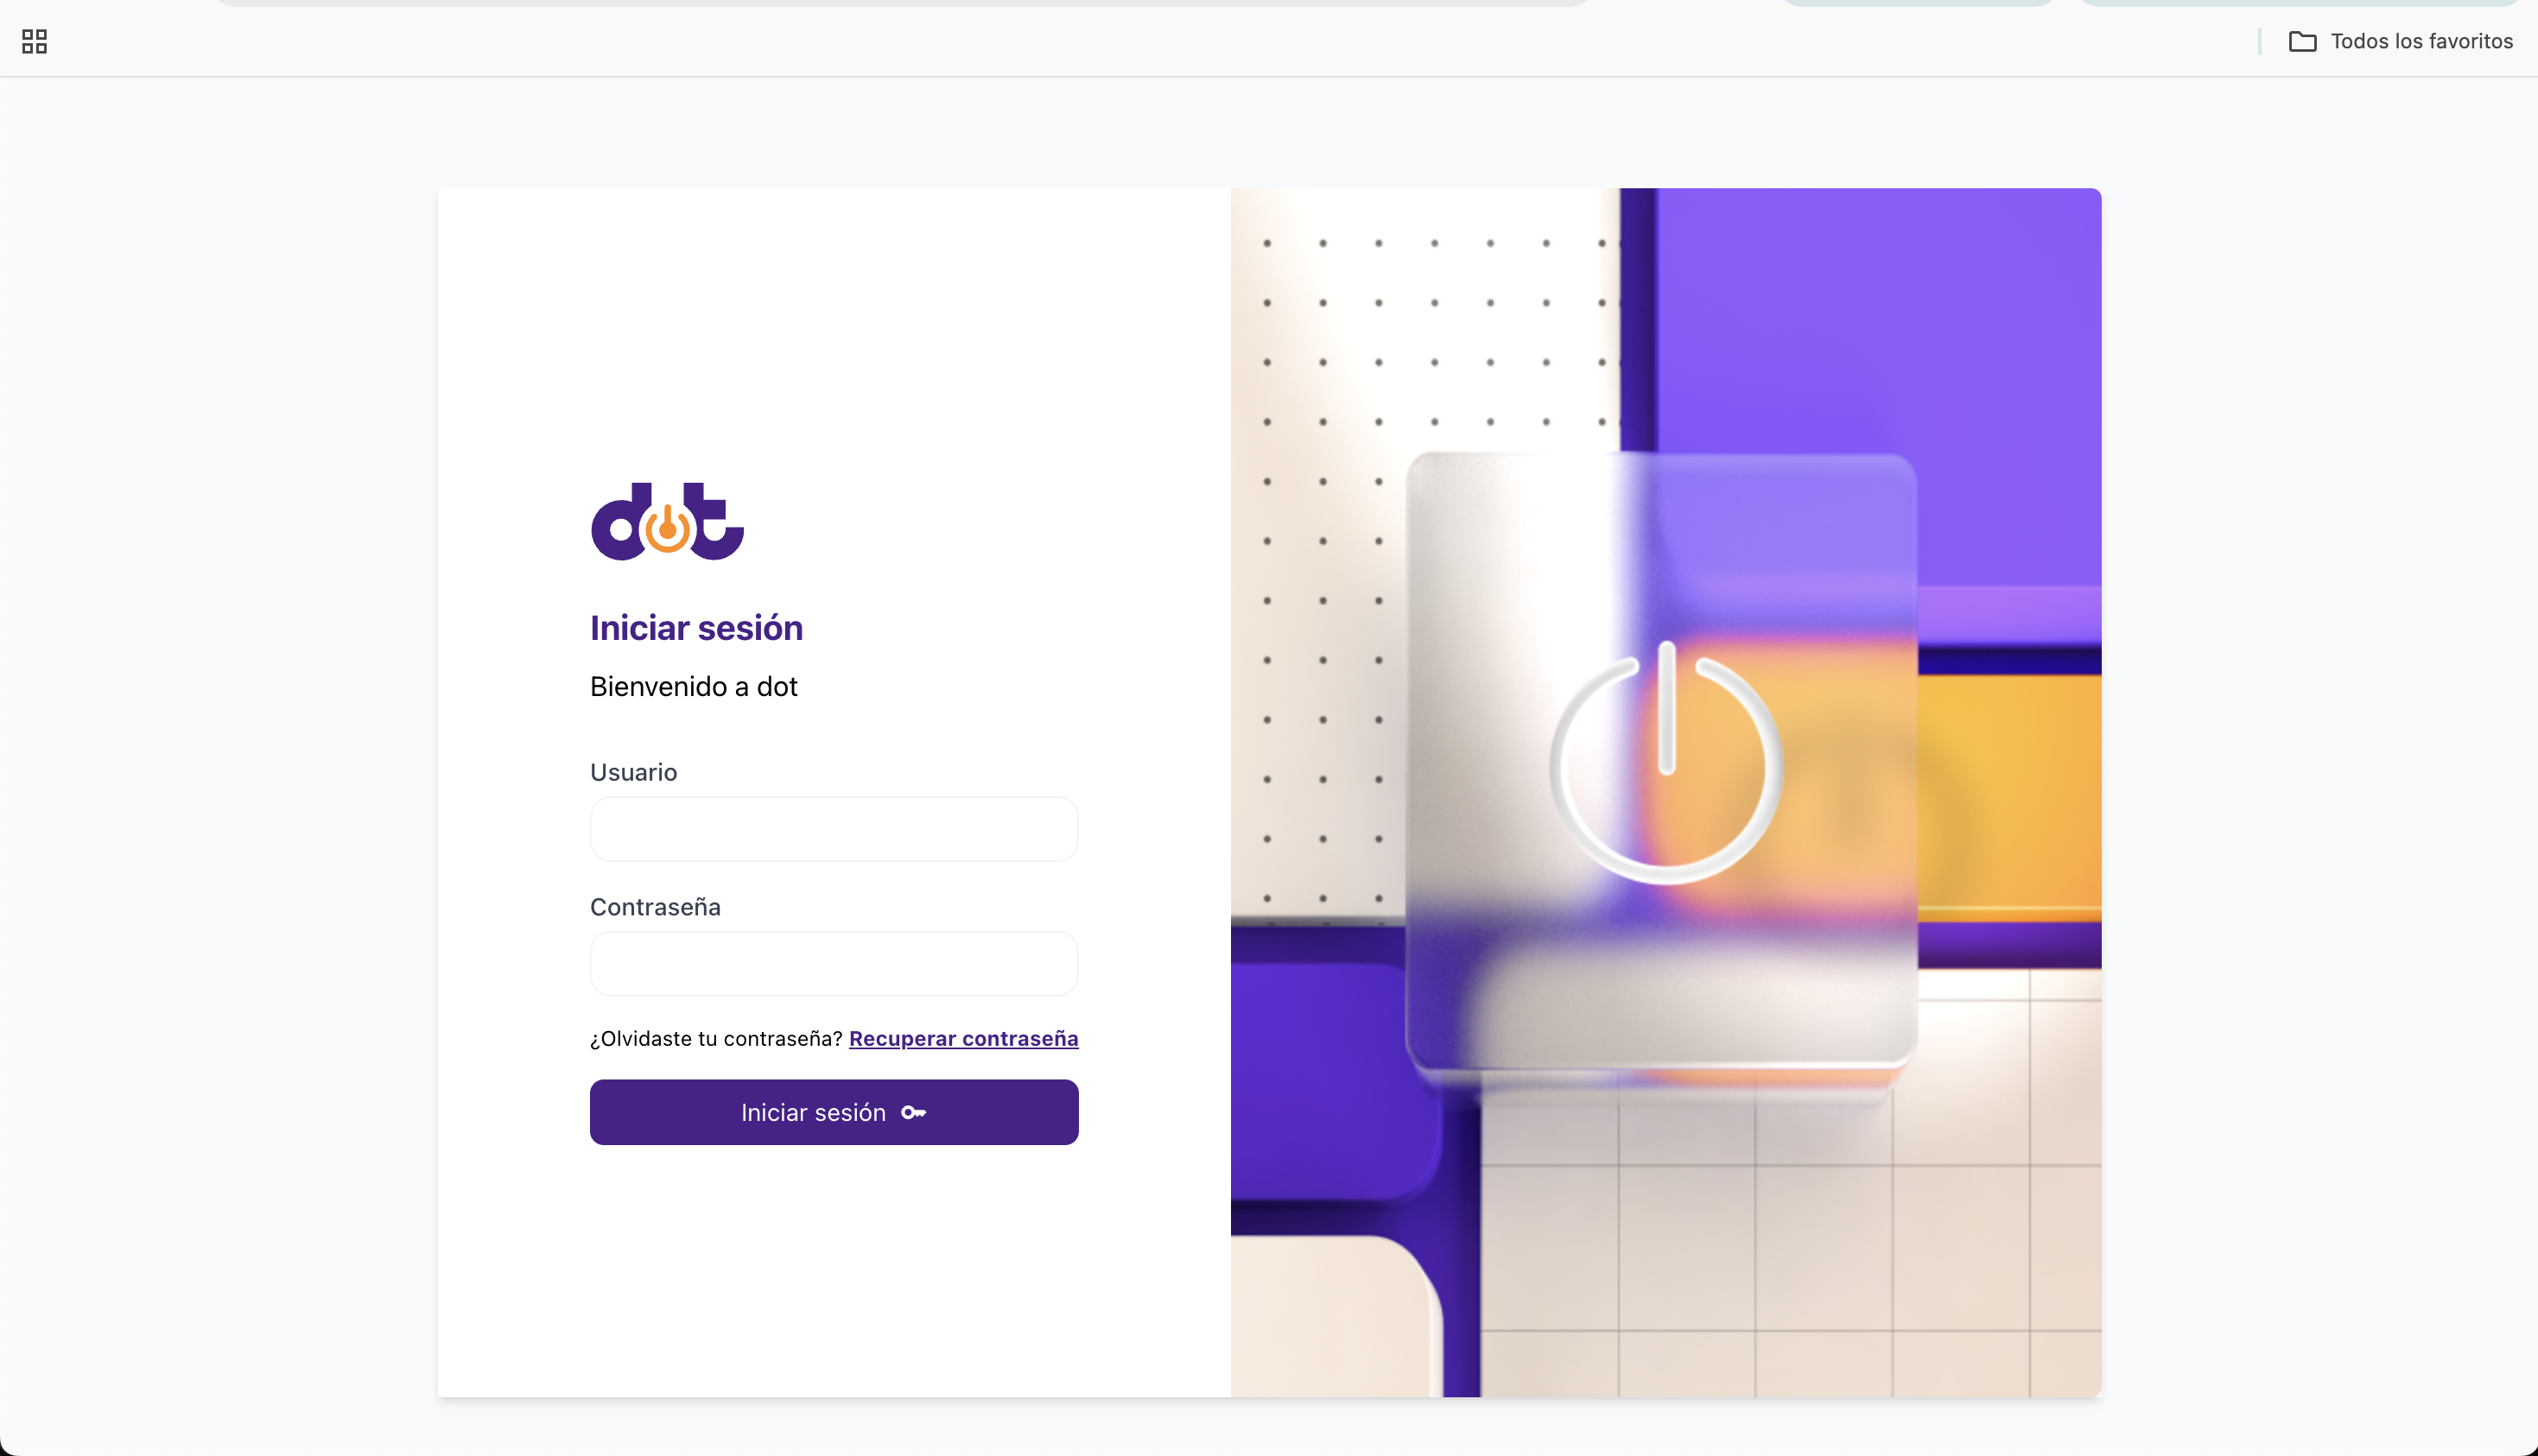 Todos los favoritos
dot
Iniciar sesión
Bienvenido a dot
Usuario
Contraseña
¿Olvidaste tu contraseña? Recuperar contraseña
Iniciar sesión